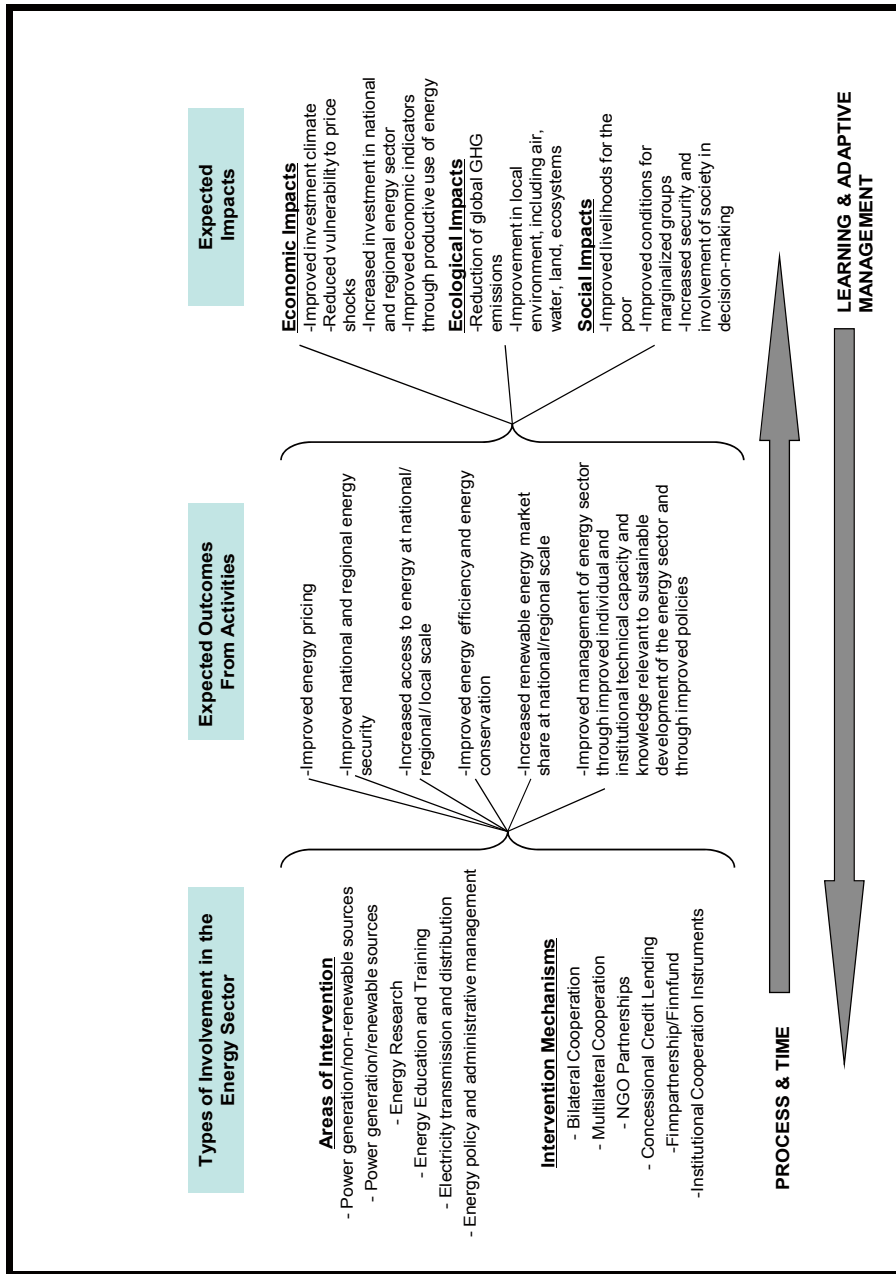 Types of Involvement in the
Energy Sector
Areas of Intervention
- Power generation/non-renewable sources
- Power generation/renewable sources
- Energy Research
- Energy Education and Training
- Electricity transmission and distribution
- Energy policy and administrative management
Intervention Mechanisms
- Bilateral Cooperation
- Multilateral Cooperation
- NGO Partnerships
- Concessional Credit Lending
-Finnpartnership/Finnfund
-Institutional Cooperation Instruments
Expected Outcomes
From Activities
-Improved energy pricing
-Improved national and regional energy
security
-Increased access to energy at national/
regional/ local scale
-Improved energy efficiency and energy
conservation
-Increased renewable energy market
share at national/regional scale
-Improved management of energy sector
through improved individual and
institutional technical capacity and
knowledge relevant to sustainable
development of the energy sector and
through improved policies
Expected
Impacts
Economic Impacts
-Improved investment climate
-Reduced vulnerability to price
shocks
-Increased investment in national
and regional energy sector
-Improved economic indicators
through productive use of energy
Ecological Impacts
-Reduction of global GHG
emissions
-Improvement in local
environment, including air,
water, land, ecosystems
Social Impacts
-Improved livelihoods for the
poor
-Improved conditions for
marginalized groups
-Increased security and
involvement of society in
decision-making
PROCESS & TIME
LEARNING & ADAPTIVE
MANAGEMENT